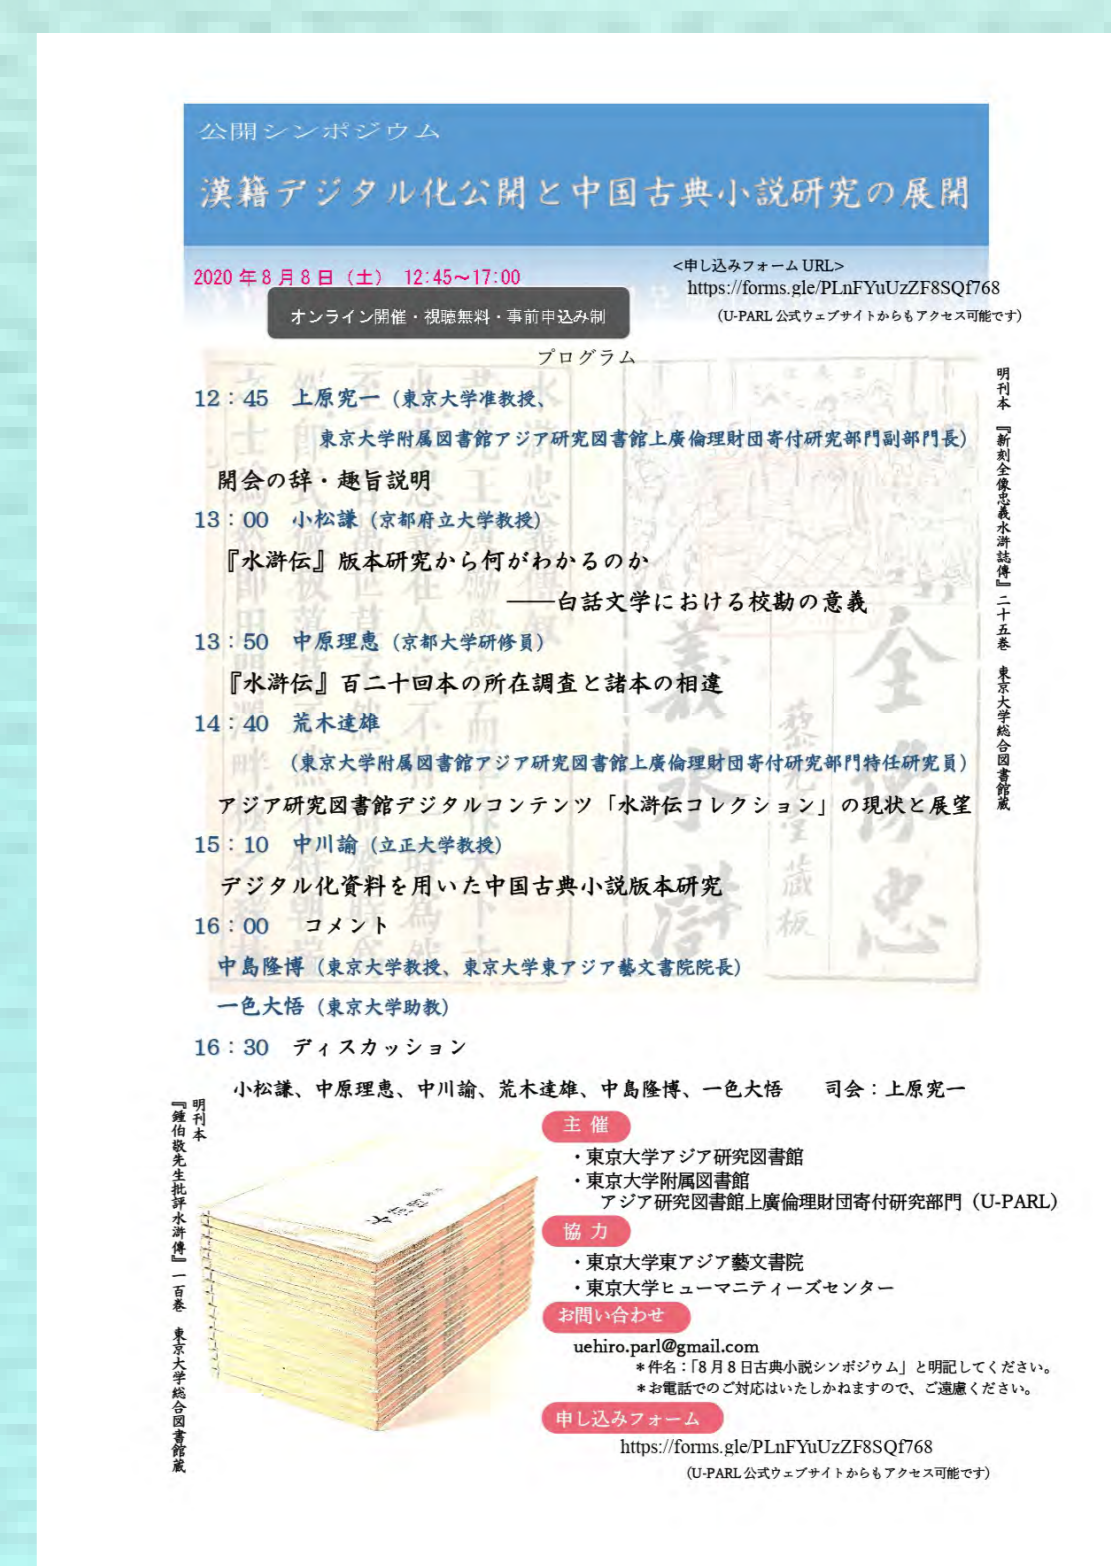 公開シンポジウム
漢籍デジタル化公開と中国古典小説研究の展開
2020年8月8日（土） 12:45～17:00
オンライン開催・視聴無料・事前申込み制
<申し込みフォームURL>
https://forms.gle/PLnFYuUzZF8SQf768
（U-PARL公式ウェブサイトからもアクセス可能です）
プログラム
12：45 上原究一（東京大学准教授、
東京大学附属図書館アジア研究図書館上廣倫理財団寄付研究部門副部門長）
開会の辞・趣旨説明
13：00 小松謙（京都府立大学教授）
『水滸伝』版本研究から何がわかるのか
――白話文学における校勘の意義
13：50 中原理恵（京都大学研修員）
『水滸伝』百二十回本の所在調査と諸本の相違
14：40 荒木達雄
（東京大学附属図書館アジア研究図書館上廣倫理財団寄付研究部門特任研究員）
アジア研究図書館デジタルコンテンツ「水滸伝コレクション」の現状と展望
15：10 中川諭（立正大学教授）
デジタル化資料を用いた中国古典小説版本研究
16：00 コメント
中島隆博（東京大学教授、東京大学東アジア藝文書院院長）
一色大悟（東京大学助教）
16：30 ディスカッション
小松謙、中原理恵、中川諭、荒木達雄、中島隆博、一色大悟 司会：上原究一
明刊本 『新刻全像忠義水滸誌傳』二十五巻 東京大学総合図書館蔵
全像忠
藜光堂藏板
義水滸
明刊本
『鍾伯敬先生批評水滸傳』一百巻 東京大学総合図書館蔵
主 催
・東京大学アジア研究図書館
・東京大学附属図書館
アジア研究図書館上廣倫理財団寄付研究部門（U-PARL）
協 力
・東京大学東アジア藝文書院
・東京大学ヒューマニティーズセンター
お問い合わせ
uehiro.parl@gmail.com
＊件名：「8月8日古典小説シンポジウム」と明記してください。
＊お電話でのご対応はいたしかねますので、ご遠慮ください。
申し込みフォーム
https://forms.gle/PLnFYuUzZF8SQf768
（U-PARL公式ウェブサイトからもアクセス可能です）